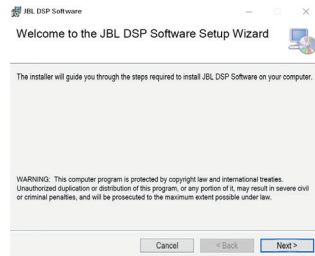 JBL DSP Software
Welcome to the JBL DSP Software Setup Wizard
The installer will guide you through the steps required to install JBL DSP Software on your computer.
WARNING: This computer program is protected by copyright law and international treaties.
Unauthorized duplication or distribution of this program, or any portion of it, may result in severe civil
or criminal penalties, and will be prosecuted to the maximum extent possible under law.
Cancel
< Back
Next >